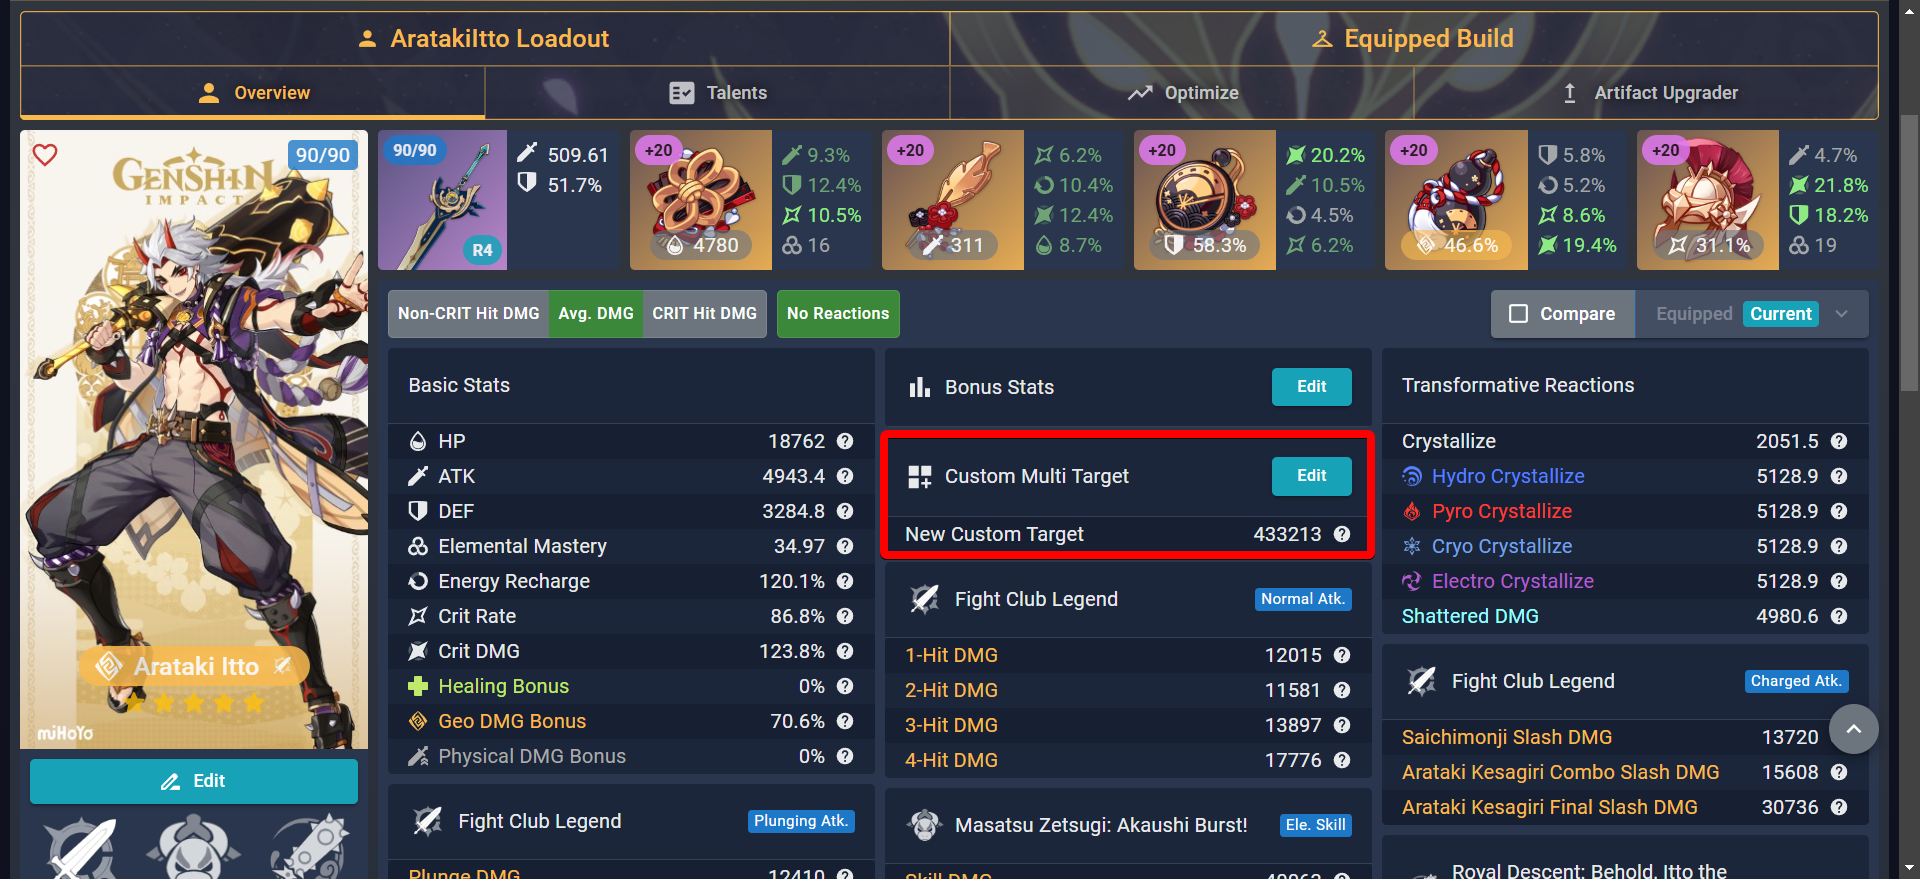 AratakiItto Loadout
Equipped Build
Overview
Talents
Optimize
Artifact Upgrader
GENSHIN
IMPACT
90/90
Arataki Itto
miHoYo
Edit
90/90
R4
509.61
51.7%
+20
4780
9.3%
12.4%
10.5%
16
+20
311
6.2%
10.4%
12.4%
8.7%
+20
58.3%
20.2%
10.5%
4.5%
6.2%
+20
46.6%
5.8%
5.2%
8.6%
19.4%
+20
31.1%
4.7%
21.8%
18.2%
19
Non-CRIT Hit DMG
Avg. DMG
CRIT Hit DMG
No Reactions
Compare
Equipped Current
Basic Stats
HP 18762
ATK 4943.4
DEF 3284.8
Elemental Mastery 34.97
Energy Recharge 120.1%
Crit Rate 86.8%
Crit DMG 123.8%
Healing Bonus 0%
Geo DMG Bonus 70.6%
Physical DMG Bonus 0%
Fight Club Legend Plunging Atk.
Plunge DMG 12410
Bonus Stats Edit
Custom Multi Target Edit
New Custom Target 433213
Fight Club Legend Normal Atk.
1-Hit DMG 12015
2-Hit DMG 11581
3-Hit DMG 13897
4-Hit DMG 17776
Masatsu Zetsugi: Akaushi Burst! Ele. Skill
Skill DMG
Transformative Reactions
Crystallize 2051.5
Hydro Crystallize 5128.9
Pyro Crystallize 5128.9
Cryo Crystallize 5128.9
Electro Crystallize 5128.9
Shattered DMG 4980.6
Fight Club Legend Charged Atk.
Saichimonji Slash DMG 13720
Arataki Kesagiri Combo Slash DMG 15608
Arataki Kesagiri Final Slash DMG 30736
Royal Descent: Behold, Itto the